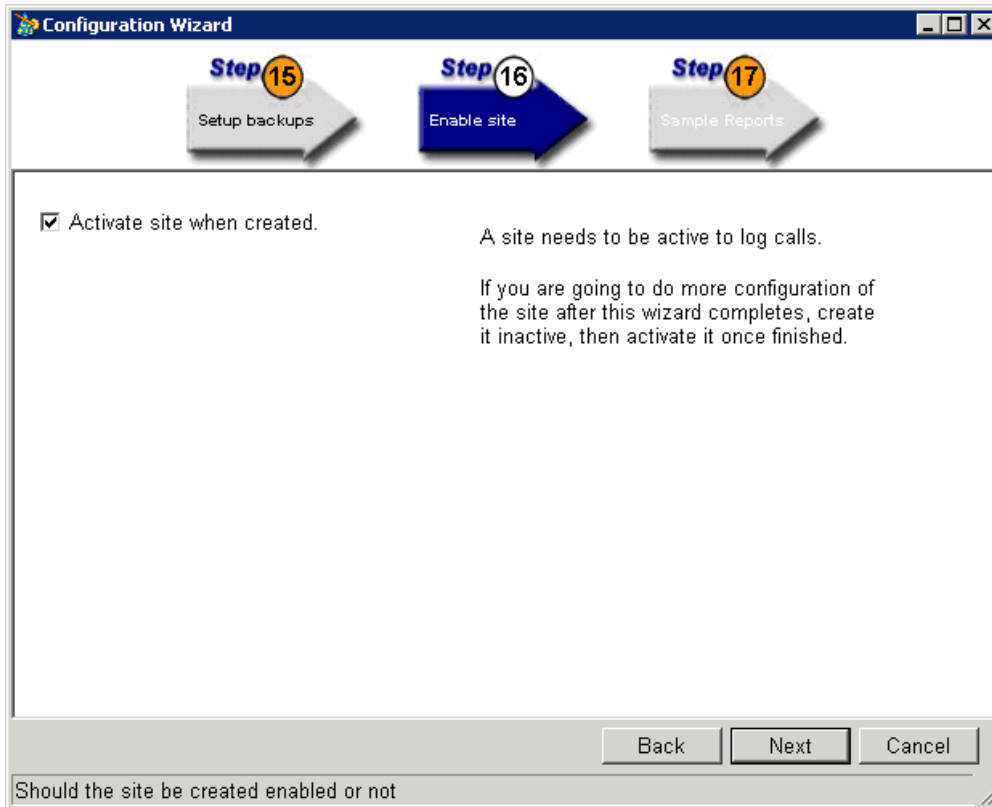 Configuration Wizard
Step 15
Setup backups
Step 16
Enable site
Step 17
Sample Reports
Activate site when created.
A site needs to be active to log calls.
If you are going to do more configuration of
the site after this wizard completes, create
it inactive, then activate it once finished.
Back
Next
Cancel
Should the site be created enabled or not